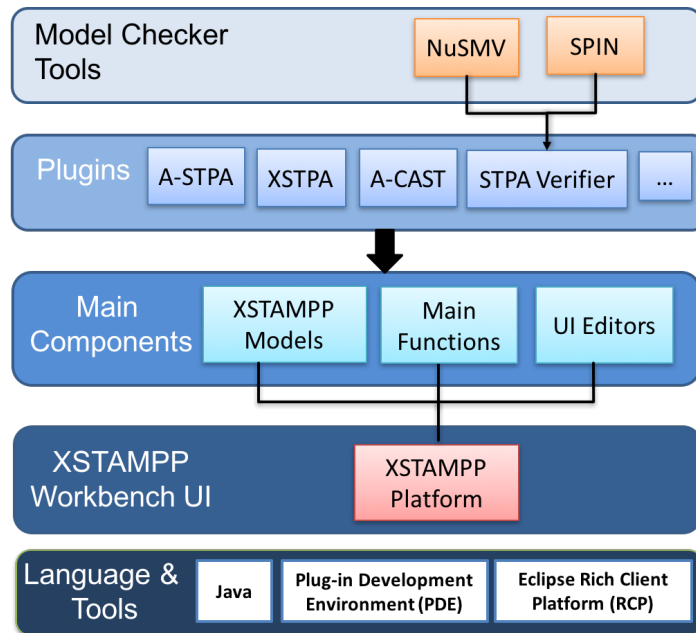 Model Checker
Tools
NuSMV
SPIN
Plugins
A-STPA
XSTPA
A-CAST
STPA Verifier
...
Main
Components
XSTAMPP
Models
Main
Functions
UI Editors
XSTAMPP
Workbench UI
XSTAMPP
Platform
Language &
Tools
Java
Plug-in Development
Environment (PDE)
Eclipse Rich Client
Platform (RCP)